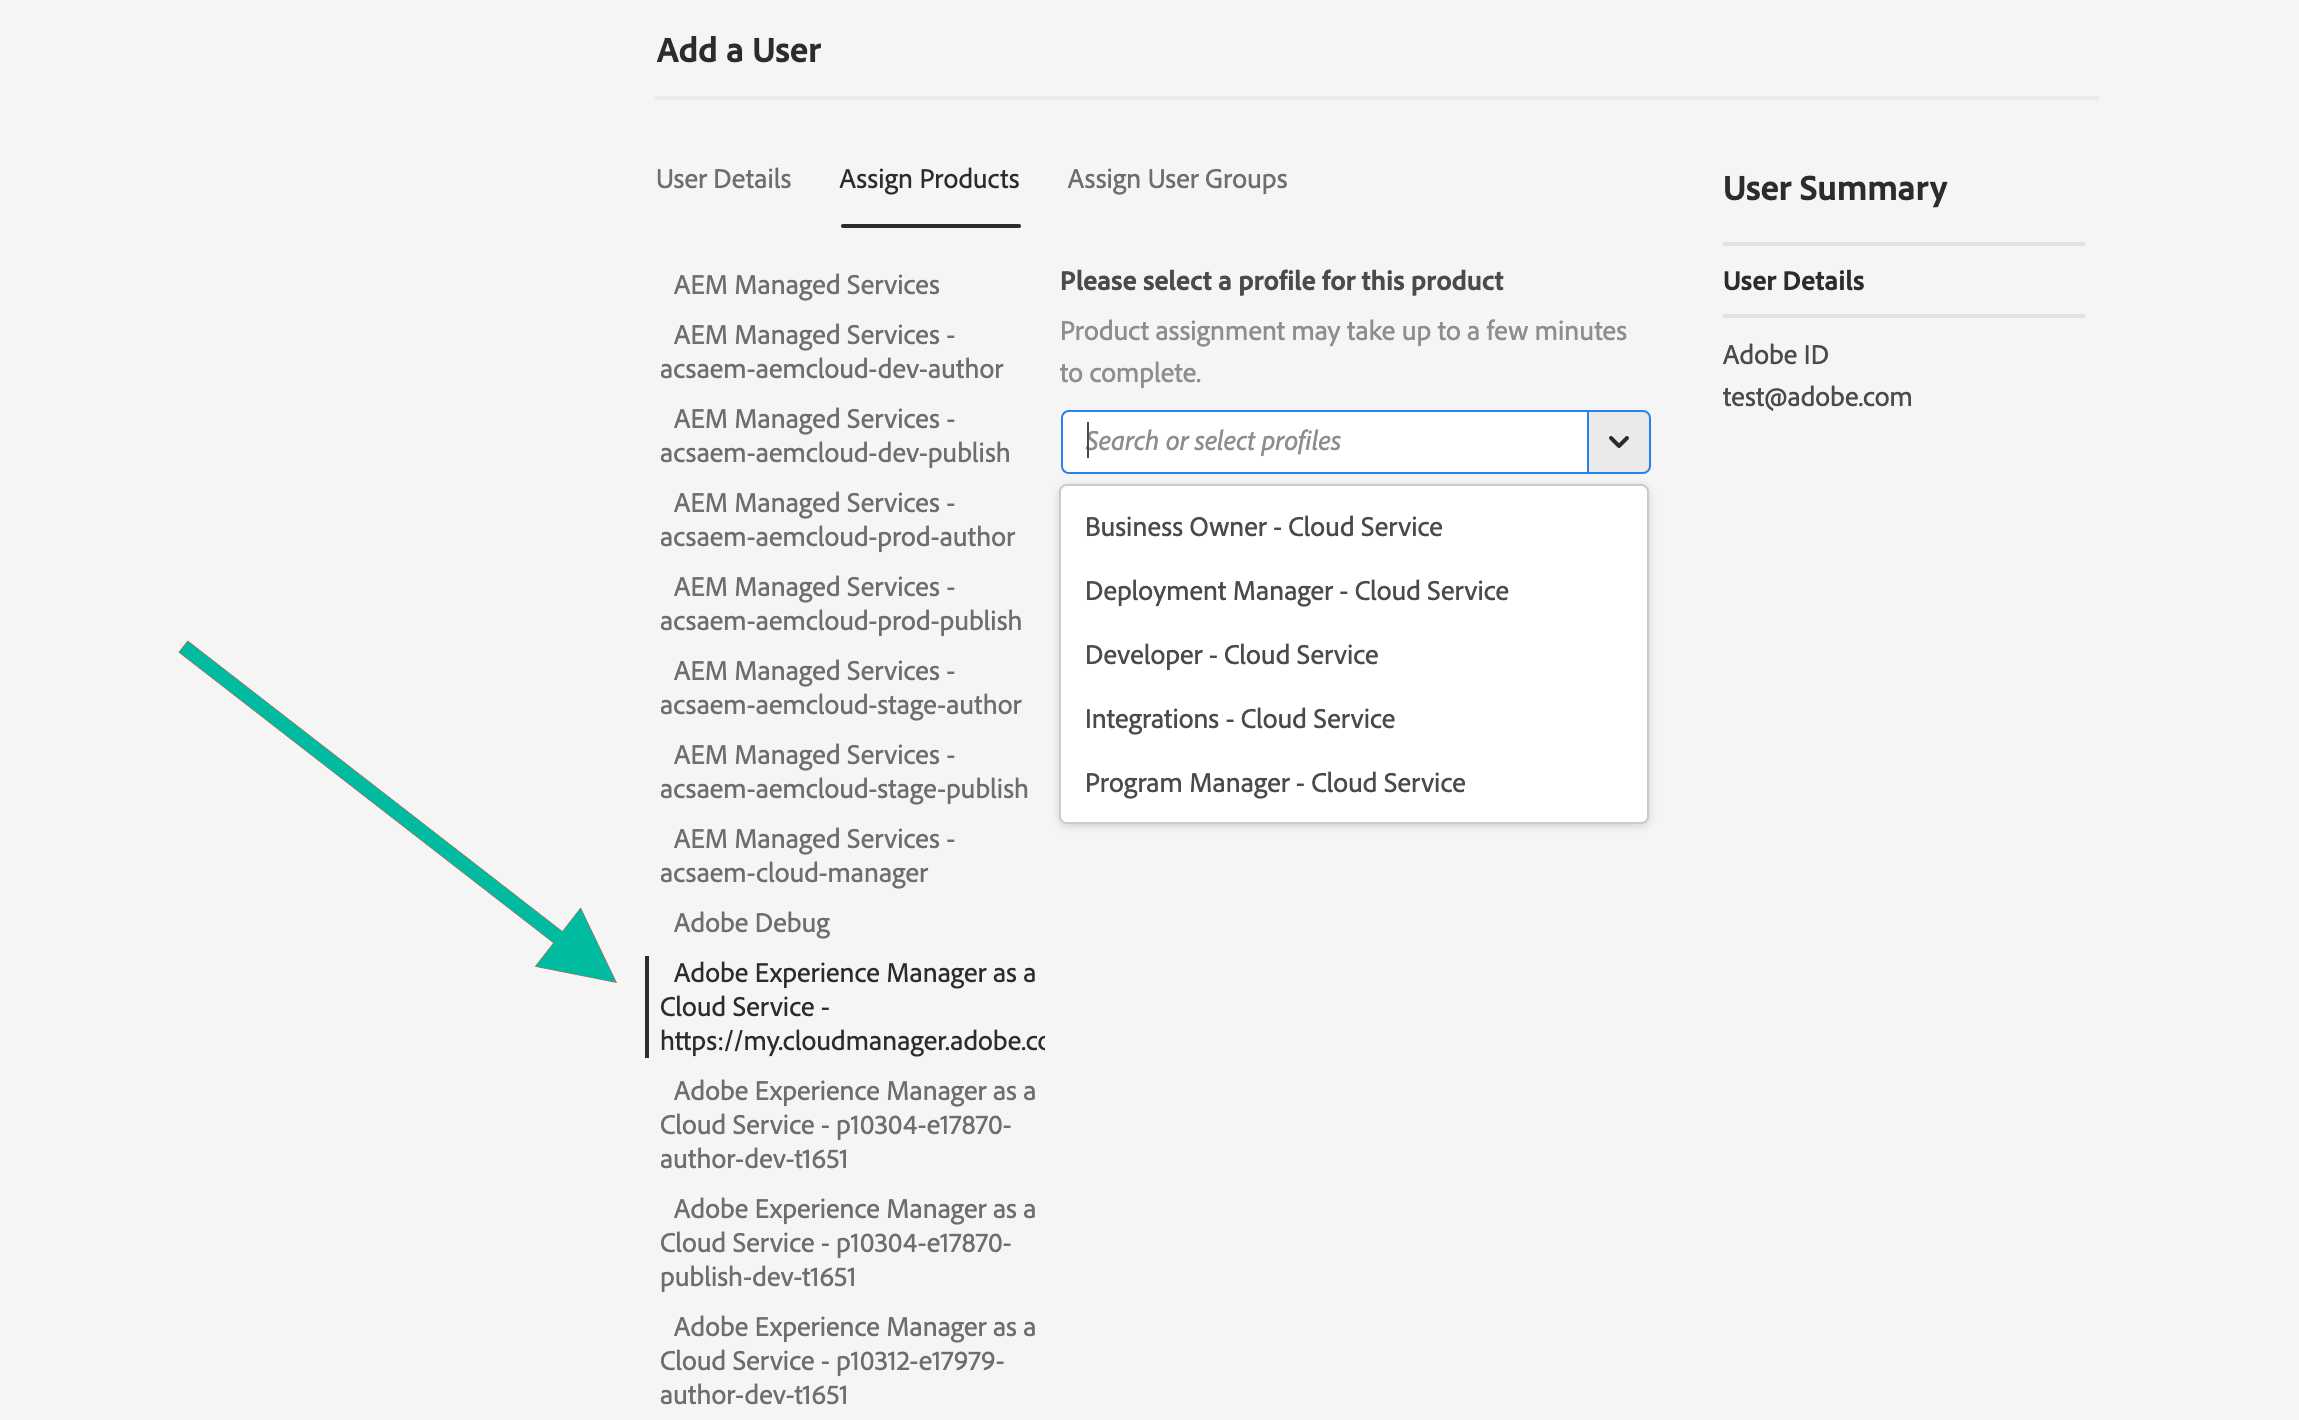 Add a User
User Details
Assign Products
Assign User Groups
AEM Managed Services
AEM Managed Services -
acsaem-aemcloud-dev-author
AEM Managed Services -
acsaem-aemcloud-dev-publish
AEM Managed Services -
acsaem-aemcloud-prod-author
AEM Managed Services -
acsaem-aemcloud-prod-publish
AEM Managed Services -
acsaem-aemcloud-stage-author
AEM Managed Services -
acsaem-aemcloud-stage-publish
AEM Managed Services -
acsaem-cloud-manager
Adobe Debug
Adobe Experience Manager as a
Cloud Service -
https://my.cloudmanager.adobe.co
Adobe Experience Manager as a
Cloud Service - p10304-e17870-
author-dev-t1651
Adobe Experience Manager as a
Cloud Service - p10304-e17870-
publish-dev-t1651
Adobe Experience Manager as a
Cloud Service - p10312-e17979-
author-dev-t1651
Please select a profile for this product
Product assignment may take up to a few minutes
to complete.
Search or select profiles
Business Owner - Cloud Service
Deployment Manager - Cloud Service
Developer - Cloud Service
Integrations - Cloud Service
Program Manager - Cloud Service
User Summary
User Details
Adobe ID
test@adobe.com